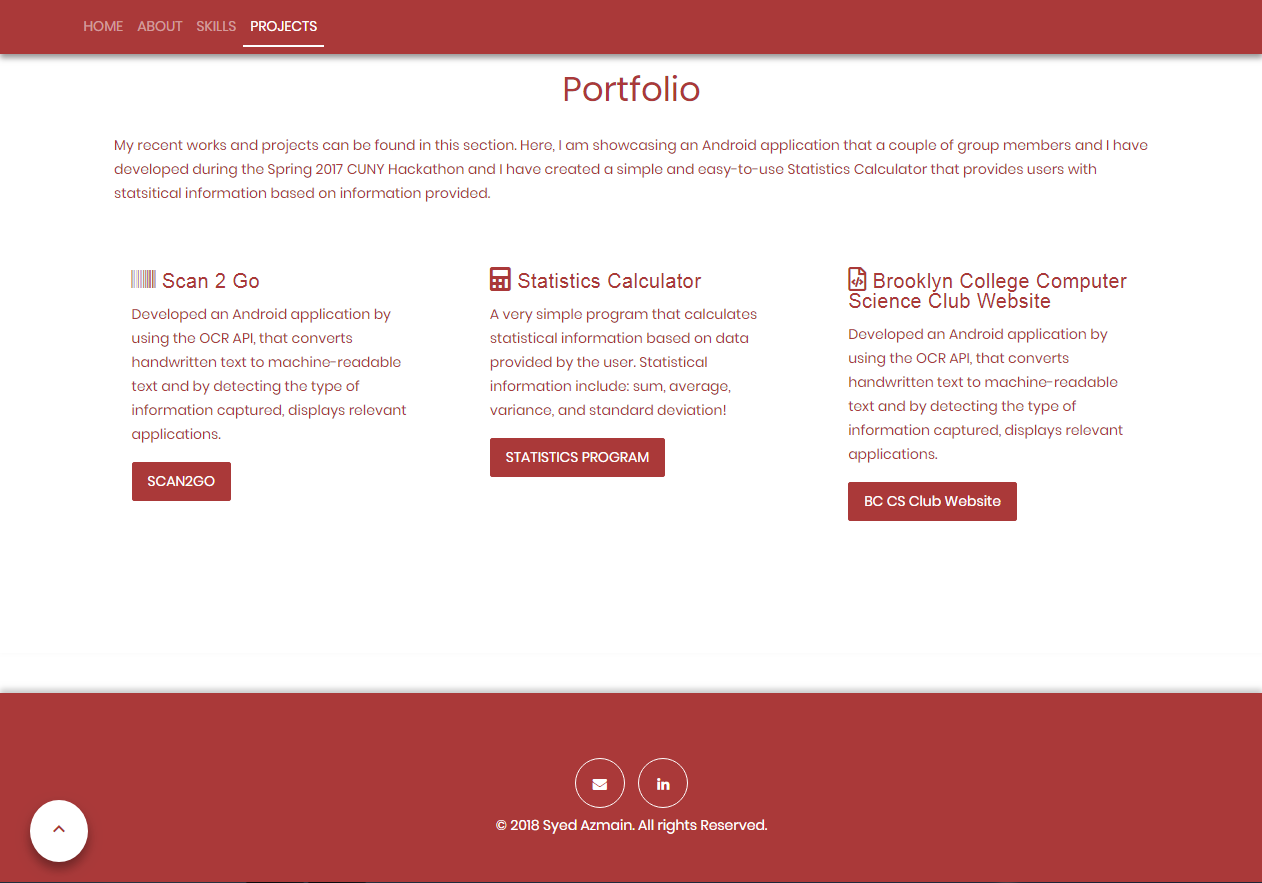 HOME ABOUT SKILLS PROJECTS
Portfolio
My recent works and projects can be found in this section. Here, I am showcasing an Android application that a couple of group members and I have
developed during the Spring 2017 CUNY Hackathon and I have created a simple and easy-to-use Statistics Calculator that provides users with
statsitical information based on information provided.
Scan 2 Go
Developed an Android application by
using the OCR API, that converts
handwritten text to machine-readable
text and by detecting the type of
information captured, displays relevant
applications.
SCAN2GO
Statistics Calculator
A very simple program that calculates
statistical information based on data
provided by the user. Statistical
information include: sum, average,
variance, and standard deviation!
STATISTICS PROGRAM
Brooklyn College Computer
Science Club Website
Developed an Android application by
using the OCR API, that converts
handwritten text to machine-readable
text and by detecting the type of
information captured, displays relevant
applications.
BC CS Club Website
in
© 2018 Syed Azmain. All rights Reserved.